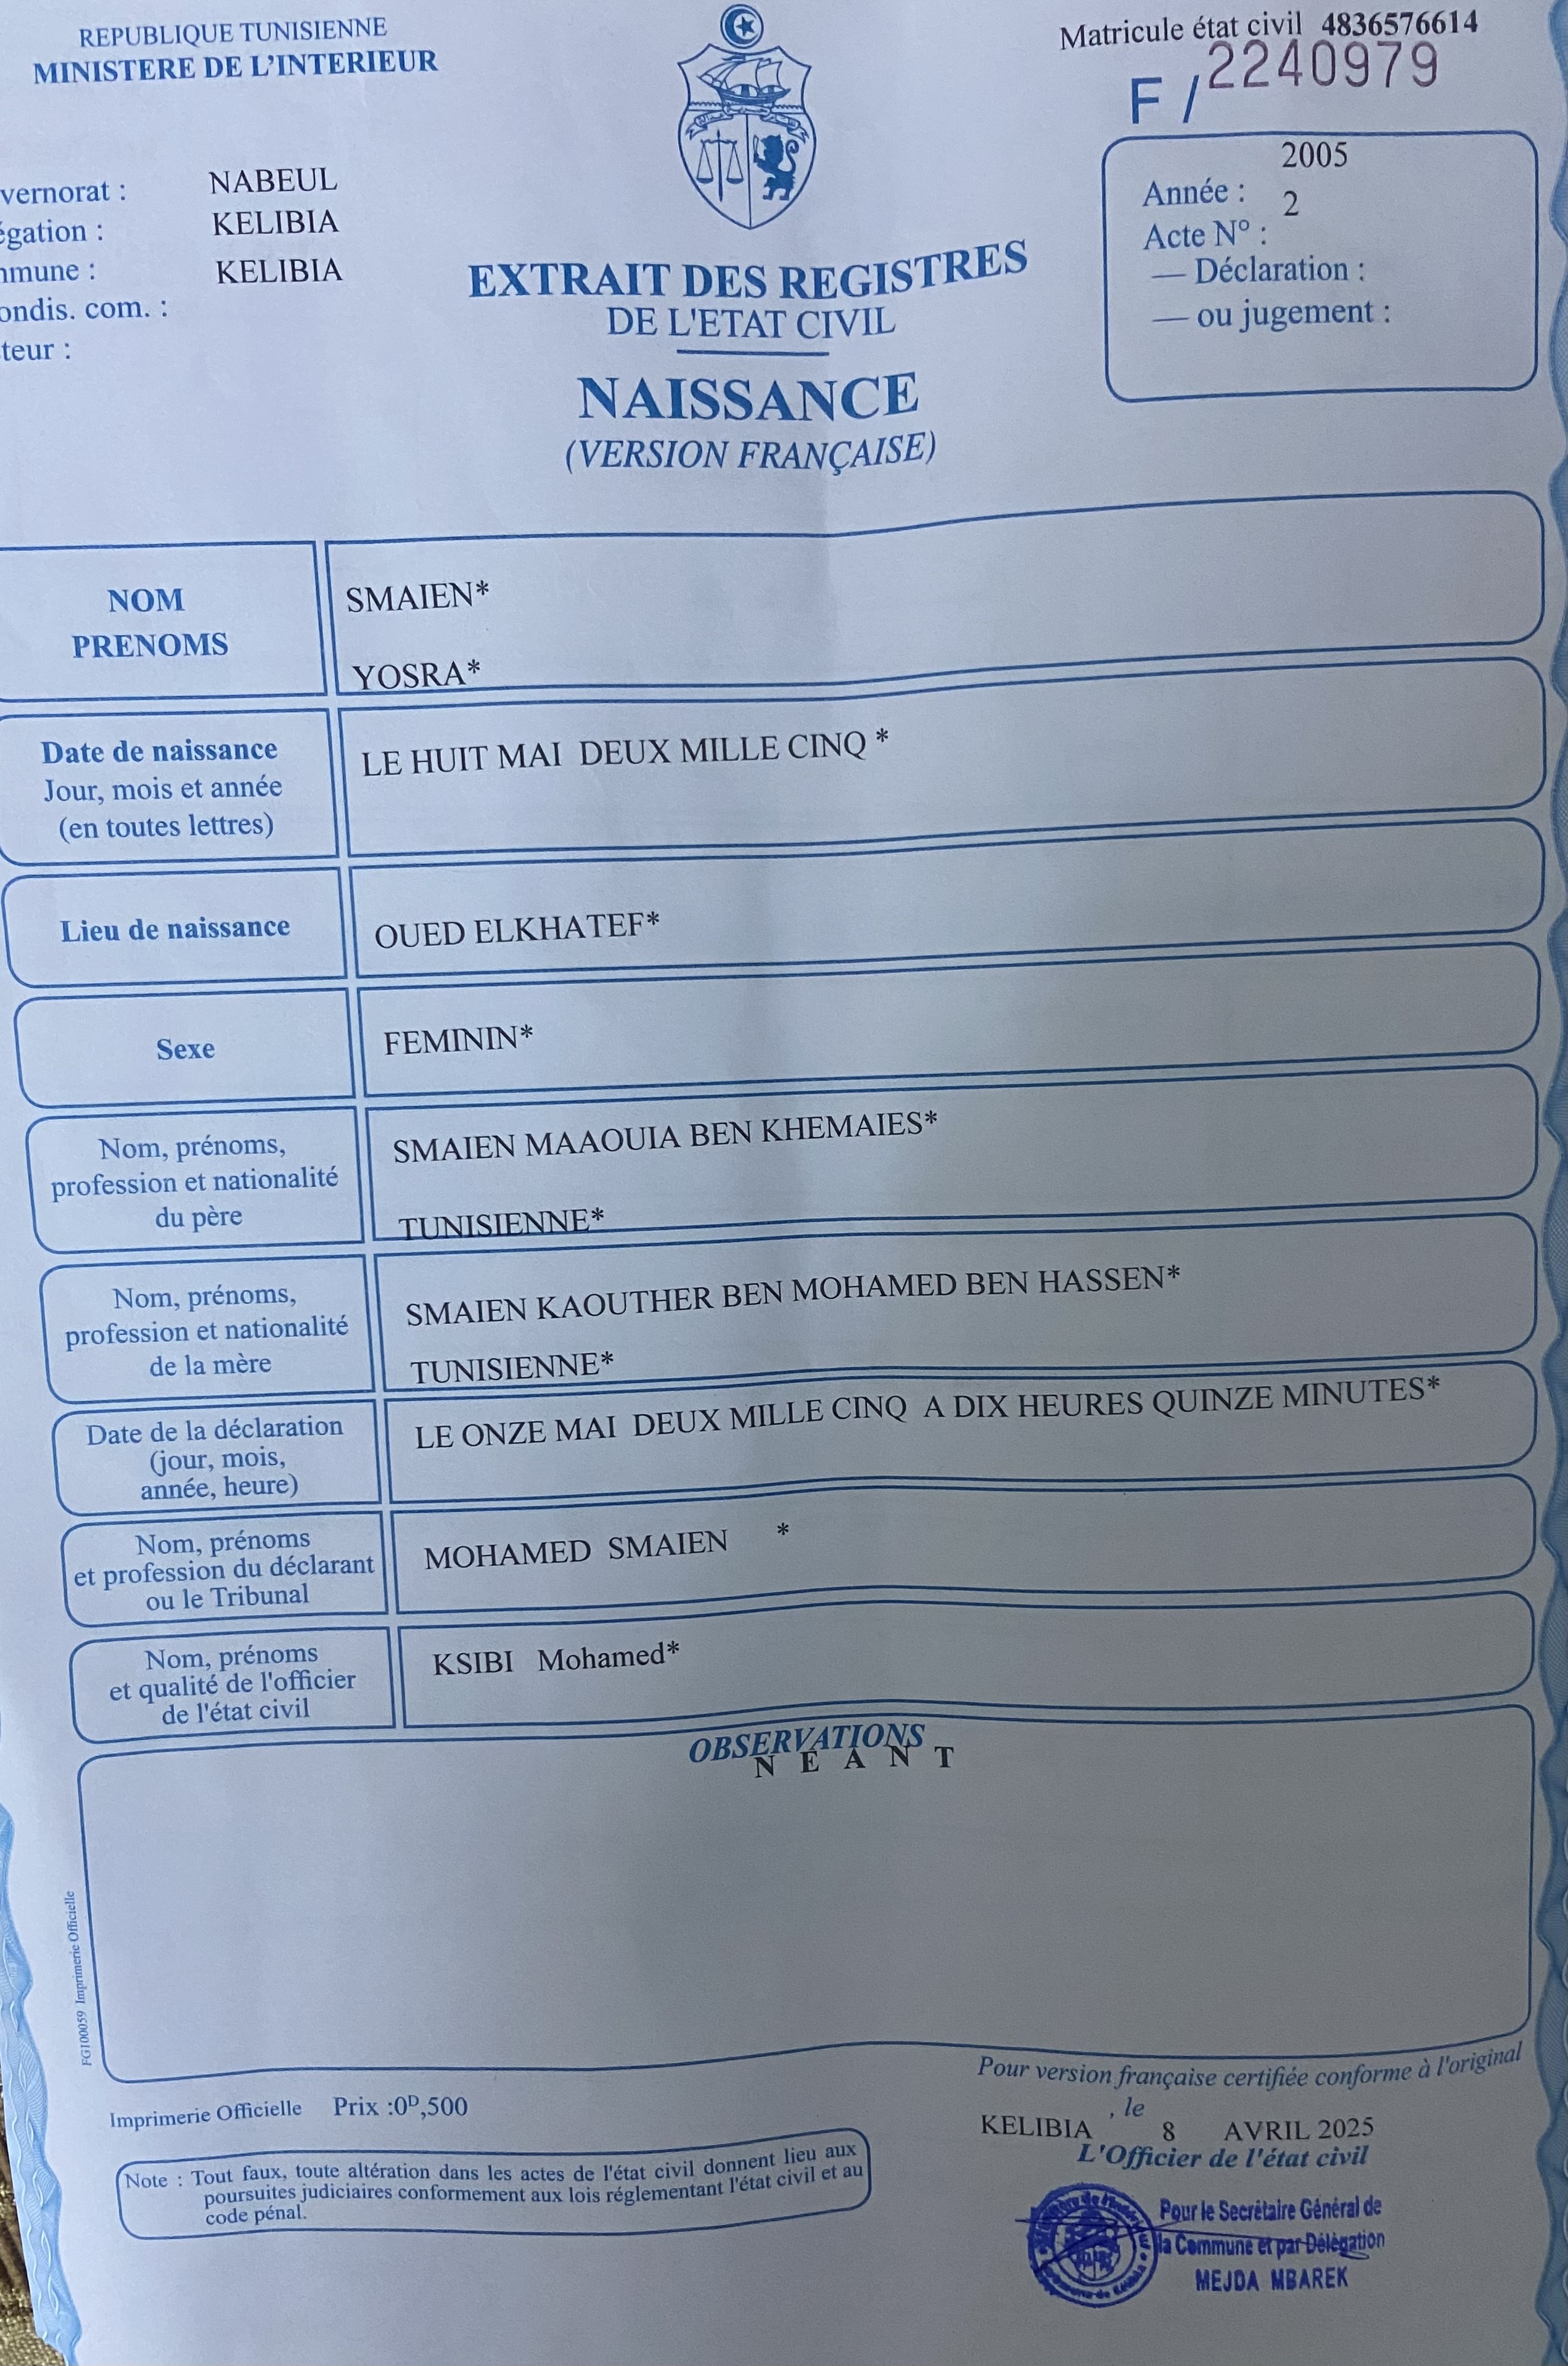 REPUBLIQUE TUNISIENNE
MINISTERE DE L'INTERIEUR
Matricule état civil 4836576614
F / 2240979
vernorat : NABEUL
égation : KELIBIA
mmune : KELIBIA
ondis. com. :
teur :
2005
Année :
2
Acte N° :
— Déclaration :
— ou jugement :
EXTRAIT DES REGISTRES
DE L'ETAT CIVIL
NAISSANCE
(VERSION FRANÇAISE)
NOM
PRENOMS
SMAIEN*
YOSRA*
Date de naissance
Jour, mois et année
(en toutes lettres)
LE HUIT MAI DEUX MILLE CINQ *
Lieu de naissance
OUED ELKHATEF*
Sexe
FEMININ*
Nom, prénoms,
profession et nationalité
du père
SMAIEN MAAOUIA BEN KHEMAIES*
TUNISIENNE*
Nom, prénoms,
profession et nationalité
de la mère
SMAIEN KAOUTHER BEN MOHAMED BEN HASSEN*
TUNISIENNE*
Date de la déclaration
(jour, mois,
année, heure)
LE ONZE MAI DEUX MILLE CINQ A DIX HEURES QUINZE MINUTES*
Nom, prénoms
et profession du déclarant
ou le Tribunal
MOHAMED SMAIEN *
Nom, prénoms
et qualité de l'officier
de l'état civil
KSIBI Mohamed*
OBSERVATIONS
N E A N T
FG100059 Imprimerie Officielle
Pour version française certifiée conforme à l'original
Imprimerie Officielle Prix :0ᴰ,500
KELIBIA , le 8 AVRIL 2025
L'Officier de l'état civil
Note : Tout faux, toute altération dans les actes de l'état civil donnent lieu aux
poursuites judiciaires conformement aux lois réglementant l'état civil et au
code pénal.
Pour le Secrétaire Général de
la Commune et par Délégation
MEJDA MBAREK